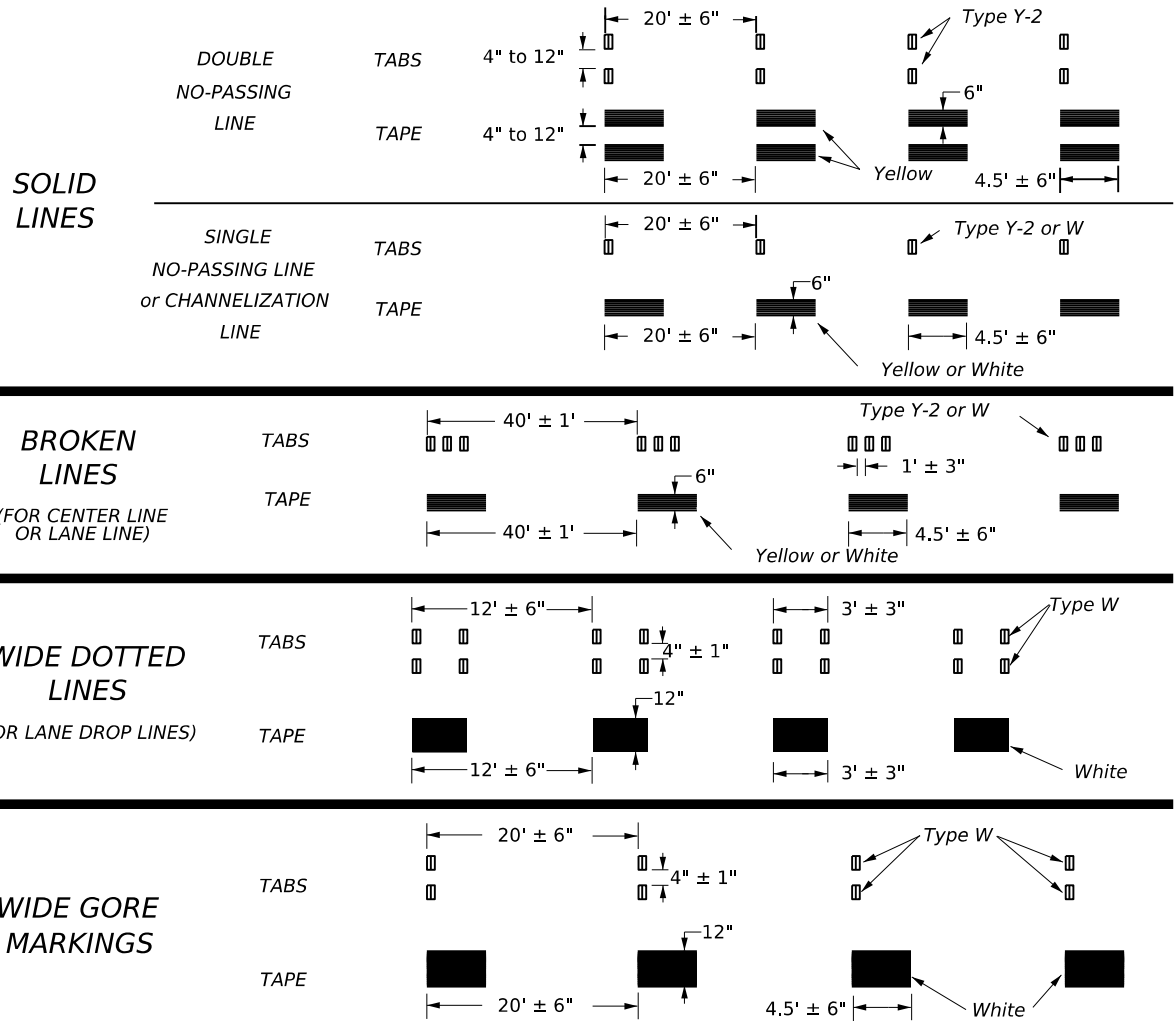 20' ± 6"
Type Y-2
DOUBLE
NO-PASSING
LINE
TABS
4" to 12"
TAPE
4" to 12"
6"
Yellow
20' ± 6"
4.5' ± 6"
SOLID
LINES
SINGLE
NO-PASSING LINE
or CHANNELIZATION
LINE
TABS
20' ± 6"
Type Y-2 or W
TAPE
6"
20' ± 6"
4.5' ± 6"
Yellow or White
BROKEN
LINES
(FOR CENTER LINE
OR LANE LINE)
TABS
40' ± 1'
Type Y-2 or W
1' ± 3"
TAPE
6"
40' ± 1'
4.5' ± 6"
Yellow or White
WIDE DOTTED
LINES
OR LANE DROP LINES)
TABS
12' ± 6"
3' ± 3"
Type W
4" ± 1"
TAPE
12"
12' ± 6"
3' ± 3"
White
WIDE GORE
MARKINGS
TABS
20' ± 6"
Type W
4" ± 1"
TAPE
12"
20' ± 6"
4.5' ± 6"
White